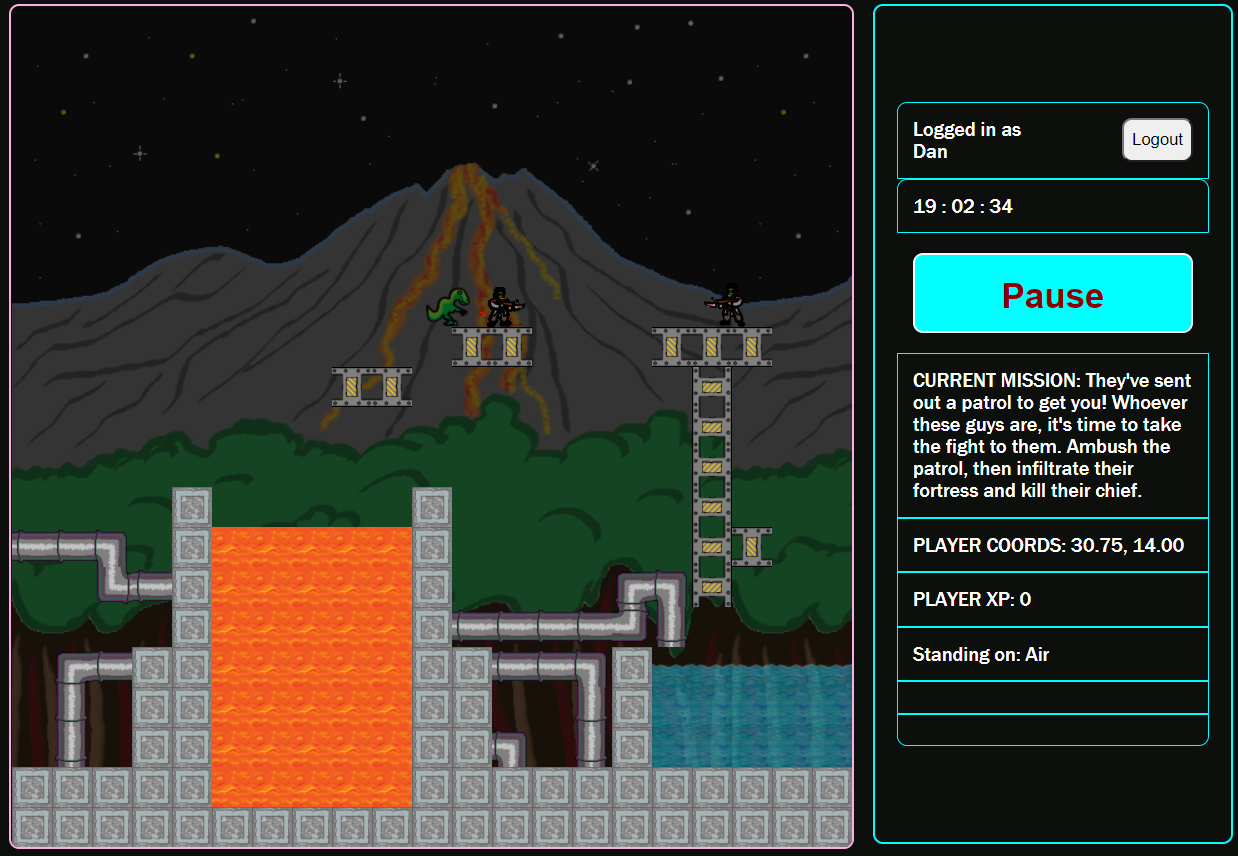 Logged in as
Dan
Logout
19 : 02 : 34
Pause
CURRENT MISSION: They've sent
out a patrol to get you! Whoever
these guys are, it's time to take
the fight to them. Ambush the
patrol, then infiltrate their
fortress and kill their chief.
PLAYER COORDS: 30.75, 14.00
PLAYER XP: 0
Standing on: Air